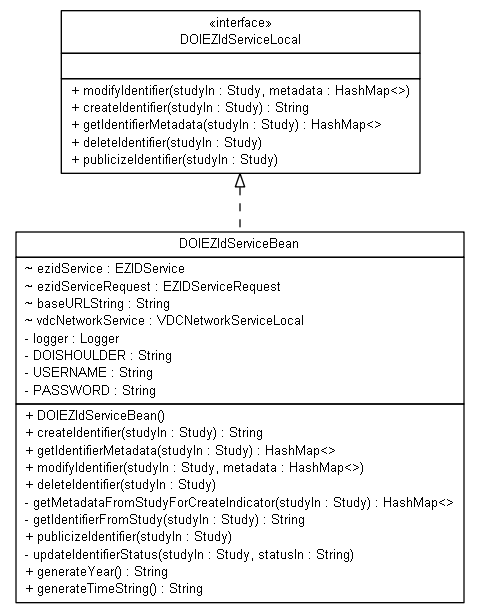 «interface»
DOIEZIdServiceLocal
+ modifyIdentifier(studyIn : Study, metadata : HashMap<>)
+ createIdentifier(studyIn : Study) : String
+ getIdentifierMetadata(studyIn : Study) : HashMap<>
+ deleteIdentifier(studyIn : Study)
+ publicizeIdentifier(studyIn : Study)
DOIEZIdServiceBean
~ ezidService : EZIDService
~ ezidServiceRequest : EZIDServiceRequest
~ baseURLString : String
~ vdcNetworkService : VDCNetworkServiceLocal
- logger : Logger
- DOISHOULDER : String
- USERNAME : String
- PASSWORD : String
+ DOIEZIdServiceBean()
+ createIdentifier(studyIn : Study) : String
+ getIdentifierMetadata(studyIn : Study) : HashMap<>
+ modifyIdentifier(studyIn : Study, metadata : HashMap<>)
+ deleteIdentifier(studyIn : Study)
- getMetadataFromStudyForCreateIndicator(studyIn : Study) : HashMap<>
- getIdentifierFromStudy(studyIn : Study) : String
+ publicizeIdentifier(studyIn : Study)
- updateIdentifierStatus(studyIn : Study, statusIn : String)
+ generateYear() : String
+ generateTimeString() : String